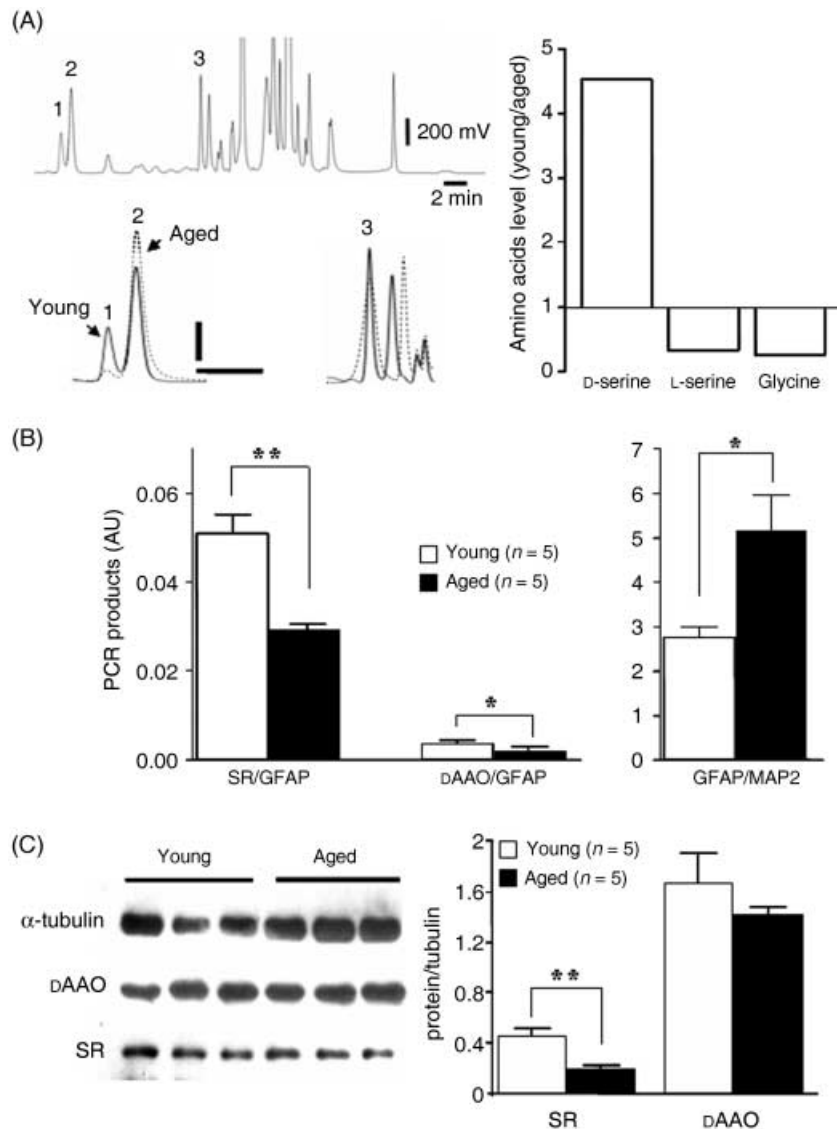 (A)
2
1
3
200 mV
2 min
2
Aged
Young
1
3
Amino acids level (young/aged)
5
4
3
2
1
0
D-serine L-serine Glycine
(B)
PCR products (AU)
0.06
0.04
0.02
0.00
**
*
SR/GFAP
DAAO/GFAP
Young (n = 5)
Aged (n = 5)
7
6
5
4
3
2
1
0
*
GFAP/MAP2
(C)
Young Aged
α-tubulin
DAAO
SR
protein/tubulin
2
1.6
1.2
0.8
0.4
0
Young (n = 5)
Aged (n = 5)
**
SR DAAO